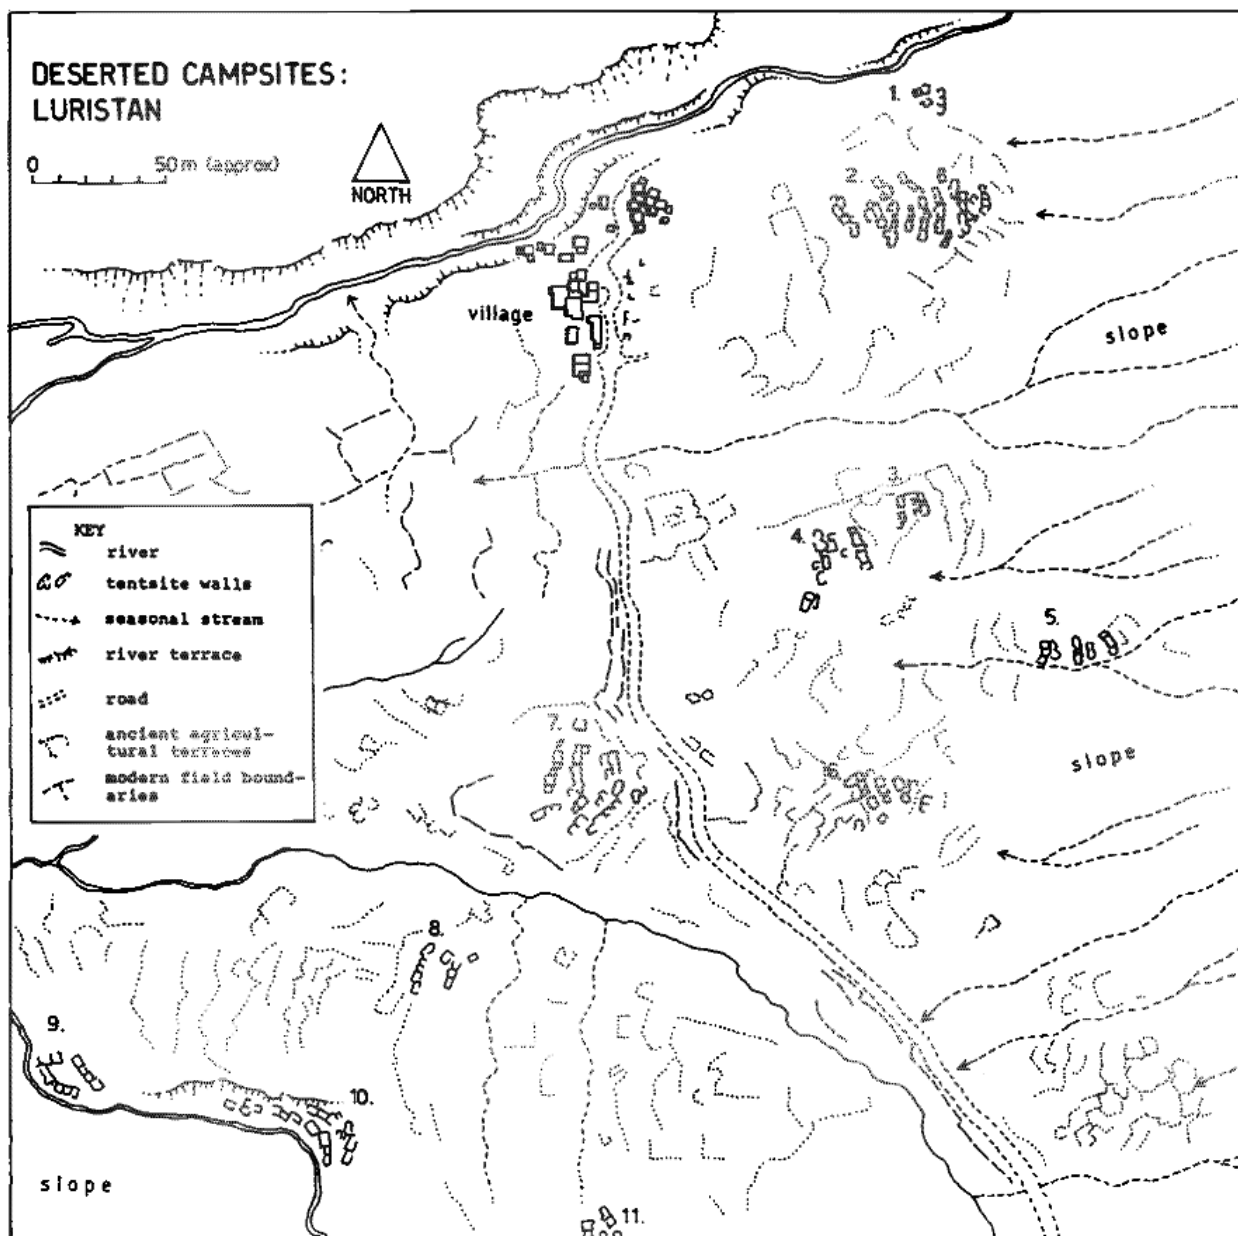 DESERTED CAMPSITES:
LURISTAN
0 50m (approx)
NORTH
1.
2
6
village
slope
3.
4.
5.
KEY
river
tentsite walls
seasonal stream
river terrace
road
ancient agricul-
tural terraces
modern field bound-
aries
7.
6.
slope
8.
9.
10.
slope
11.